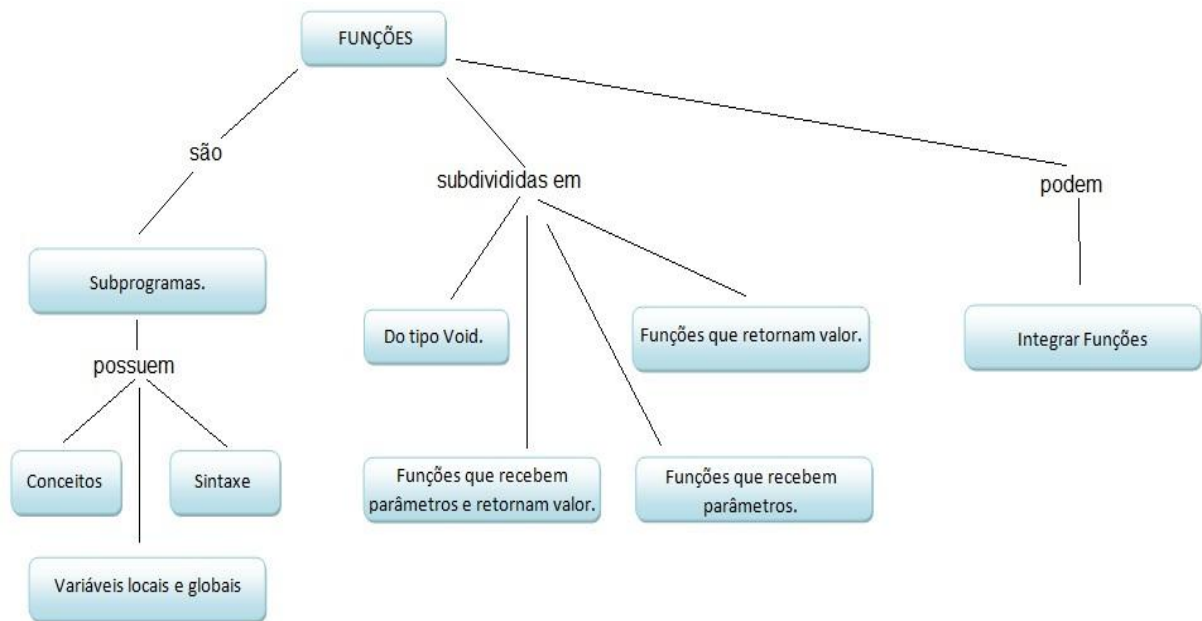 FUNÇÕES
são
subdivididas em
podem
Subprogramas.
Do tipo Void.
Funções que retornam valor.
Integrar Funções
possuem
Conceitos
Sintaxe
Funções que recebem
parâmetros e retornam valor.
Funções que recebem
parâmetros.
Variáveis locais e globais